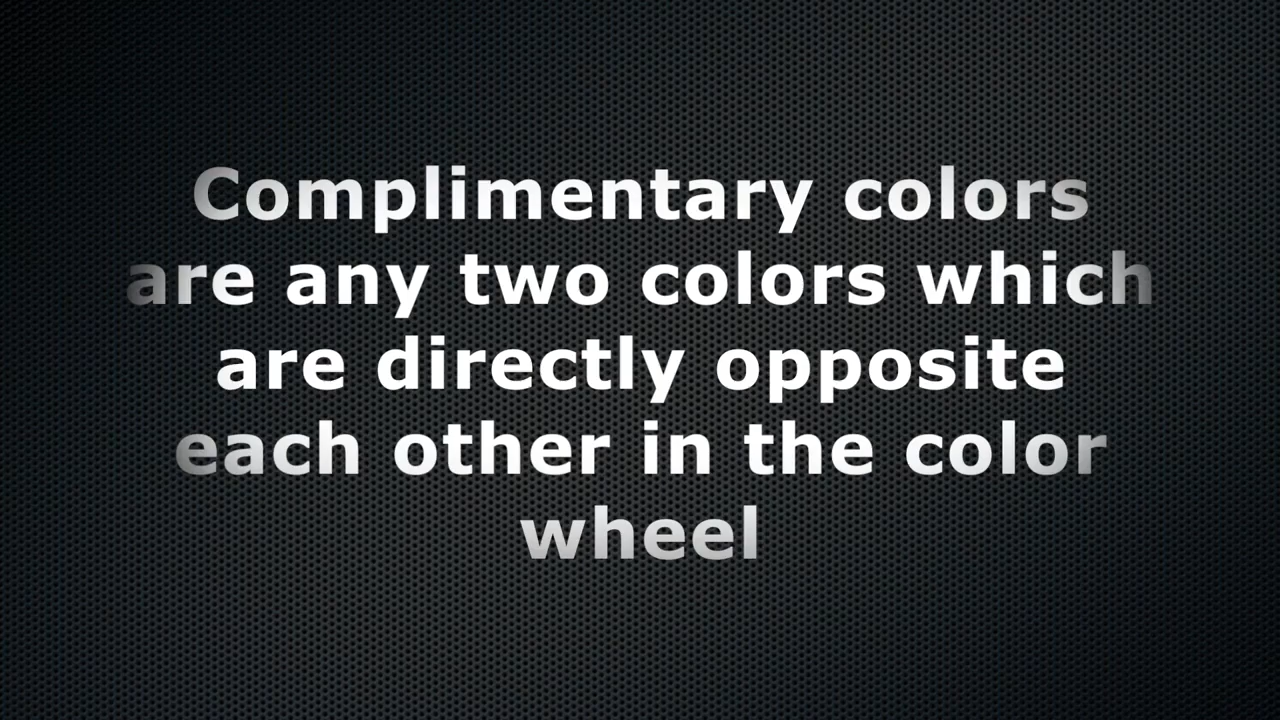 Complimentary colors
are any two colors which
are directly opposite
each other in the color
wheel